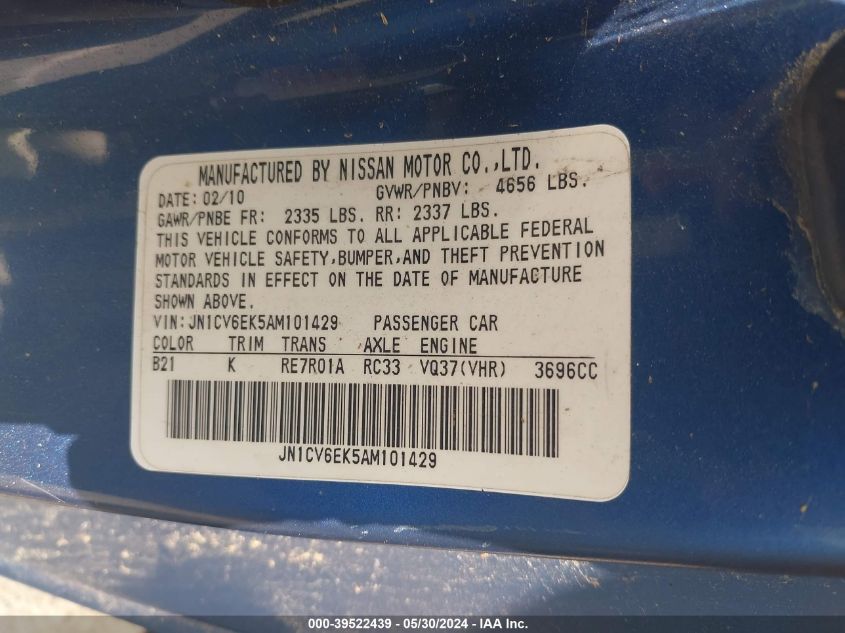 MANUFACTURED BY NISSAN MOTOR CO.,LTD.
DATE: 02/10 GVWR/PNBV: 4656 LBS.
GAWR/PNBE FR: 2335 LBS. RR: 2337 LBS.
THIS VEHICLE CONFORMS TO ALL APPLICABLE FEDERAL
MOTOR VEHICLE SAFETY,BUMPER,AND THEFT PREVENTION
STANDARDS IN EFFECT ON THE DATE OF MANUFACTURE
SHOWN ABOVE.
VIN:JN1CV6EK5AM101429 PASSENGER CAR
COLOR TRIM TRANS AXLE ENGINE
B21 K RE7R01A RC33 VQ37(VHR) 3696CC
JN1CV6EK5AM101429
000-39522439 - 05/30/2024 - IAA, Inc.